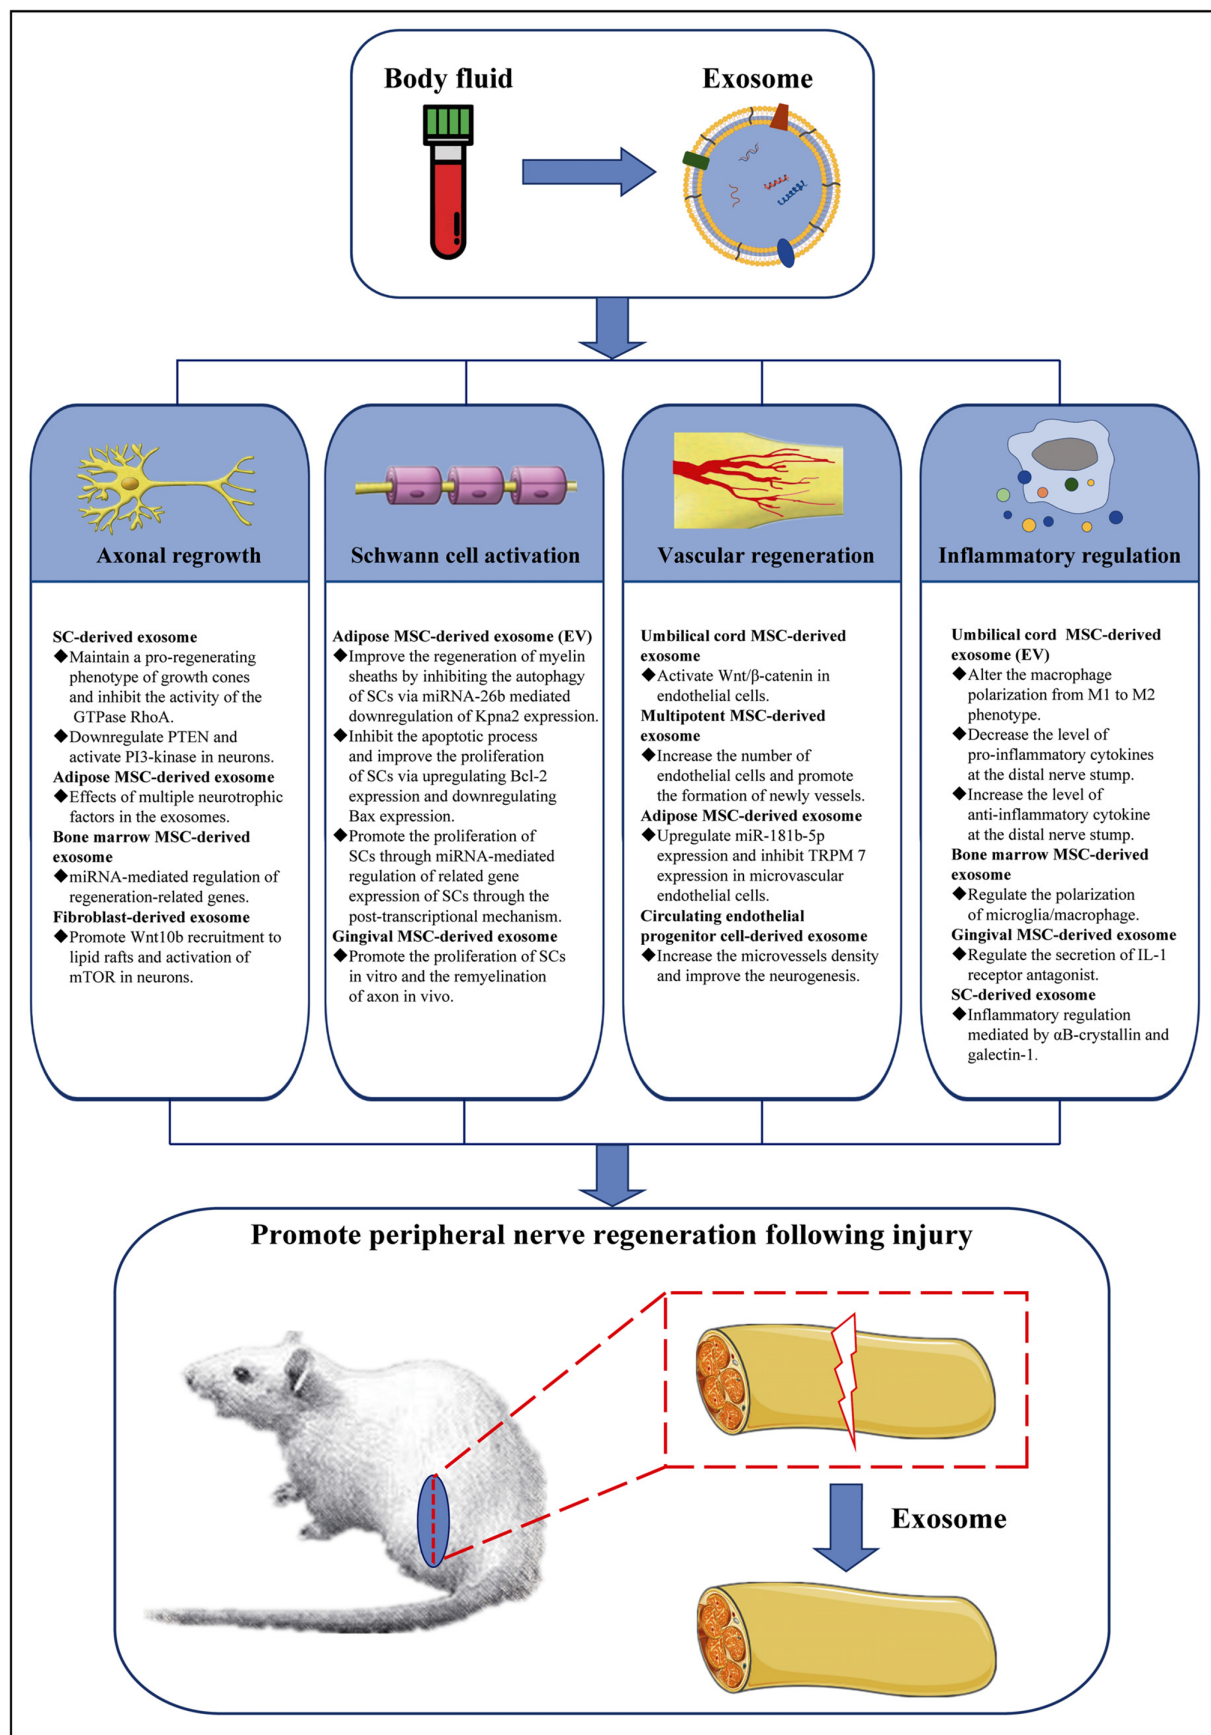 Body fluid
Exosome
Axonal regrowth
SC-derived exosome
◆Maintain a pro-regenerating
phenotype of growth cones
and inhibit the activity of the
GTPase RhoA.
◆Downregulate PTEN and
activate PI3-kinase in neurons.
Adipose MSC-derived exosome
◆Effects of multiple neurotrophic
factors in the exosomes.
Bone marrow MSC-derived
exosome
◆miRNA-mediated regulation of
regeneration-related genes.
Fibroblast-derived exosome
◆Promote Wnt10b recruitment to
lipid rafts and activation of
mTOR in neurons.
Schwann cell activation
Adipose MSC-derived exosome (EV)
◆Improve the regeneration of myelin
sheaths by inhibiting the autophagy
of SCs via miRNA-26b mediated
downregulation of Kpna2 expression.
◆Inhibit the apoptotic process
and improve the proliferation
of SCs via upregulating Bcl-2
expression and downregulating
Bax expression.
◆Promote the proliferation of
SCs through miRNA-mediated
regulation of related gene
expression of SCs through the
post-transcriptional mechanism.
Gingival MSC-derived exosome
◆Promote the proliferation of SCs
in vitro and the remyelination
of axon in vivo.
Vascular regeneration
Umbilical cord MSC-derived
exosome
◆Activate Wnt/β-catenin in
endothelial cells.
Multipotent MSC-derived
exosome
◆Increase the number of
endothelial cells and promote
the formation of newly vessels.
Adipose MSC-derived exosome
◆Upregulate miR-181b-5p
expression and inhibit TRPM 7
expression in microvascular
endothelial cells.
Circulating endothelial
progenitor cell-derived exosome
◆Increase the microvessels density
and improve the neurogenesis.
Inflammatory regulation
Umbilical cord MSC-derived
exosome (EV)
◆Alter the macrophage
polarization from M1 to M2
phenotype.
◆Decrease the level of
pro-inflammatory cytokines
at the distal nerve stump.
◆Increase the level of
anti-inflammatory cytokine
at the distal nerve stump.
Bone marrow MSC-derived
exosome
◆Regulate the polarization
of microglia/macrophage.
Gingival MSC-derived exosome
◆Regulate the secretion of IL-1
receptor antagonist.
SC-derived exosome
◆Inflammatory regulation
mediated by αB-crystallin and
galectin-1.
Promote peripheral nerve regeneration following injury
Exosome